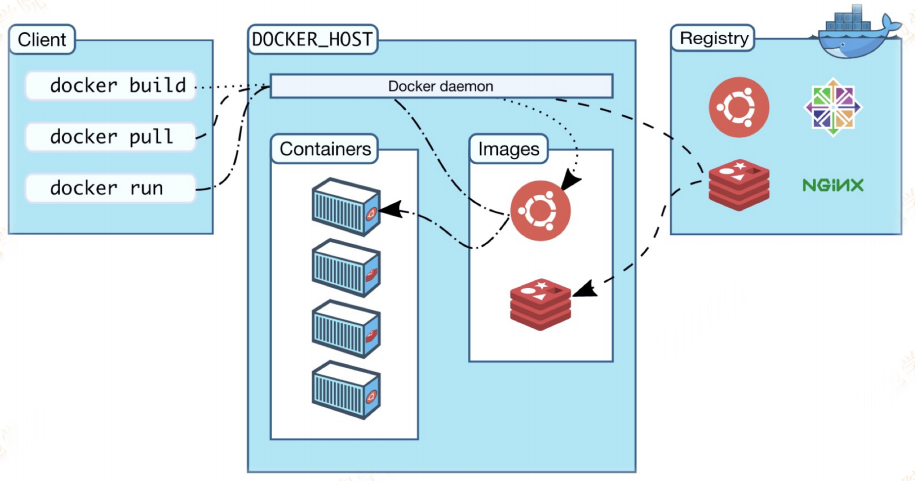 Client
docker build
docker pull
docker run
DOCKER_HOST
Docker daemon
Containers
Images
Registry
NGINX